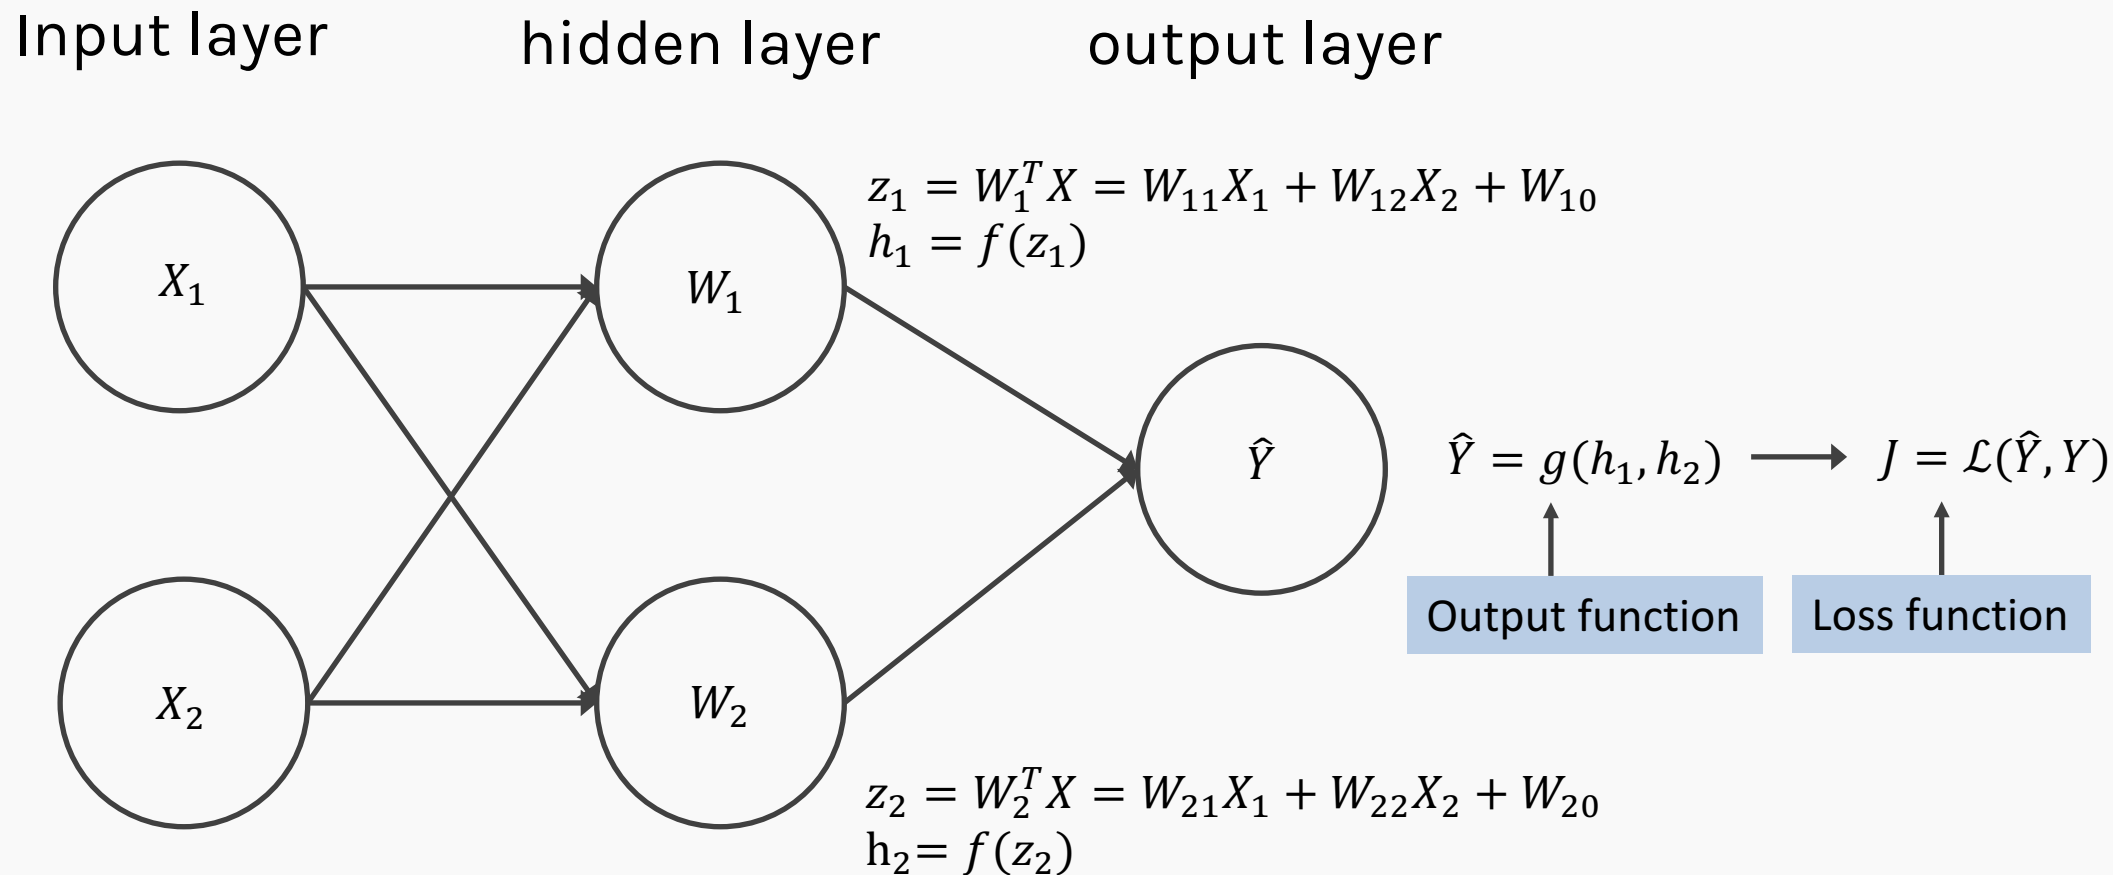 Input layer
hidden layer
output layer
z₁ = W₁ᵀX = W₁₁X₁ + W₁₂X₂ + W₁₀
h₁ = f(z₁)
X₁
W₁
Ŷ
Ŷ = g(h₁, h₂)
J = ℒ(Ŷ, Y)
Output function
Loss function
X₂
W₂
z₂ = W₂ᵀX = W₂₁X₁ + W₂₂X₂ + W₂₀
h₂= f(z₂)